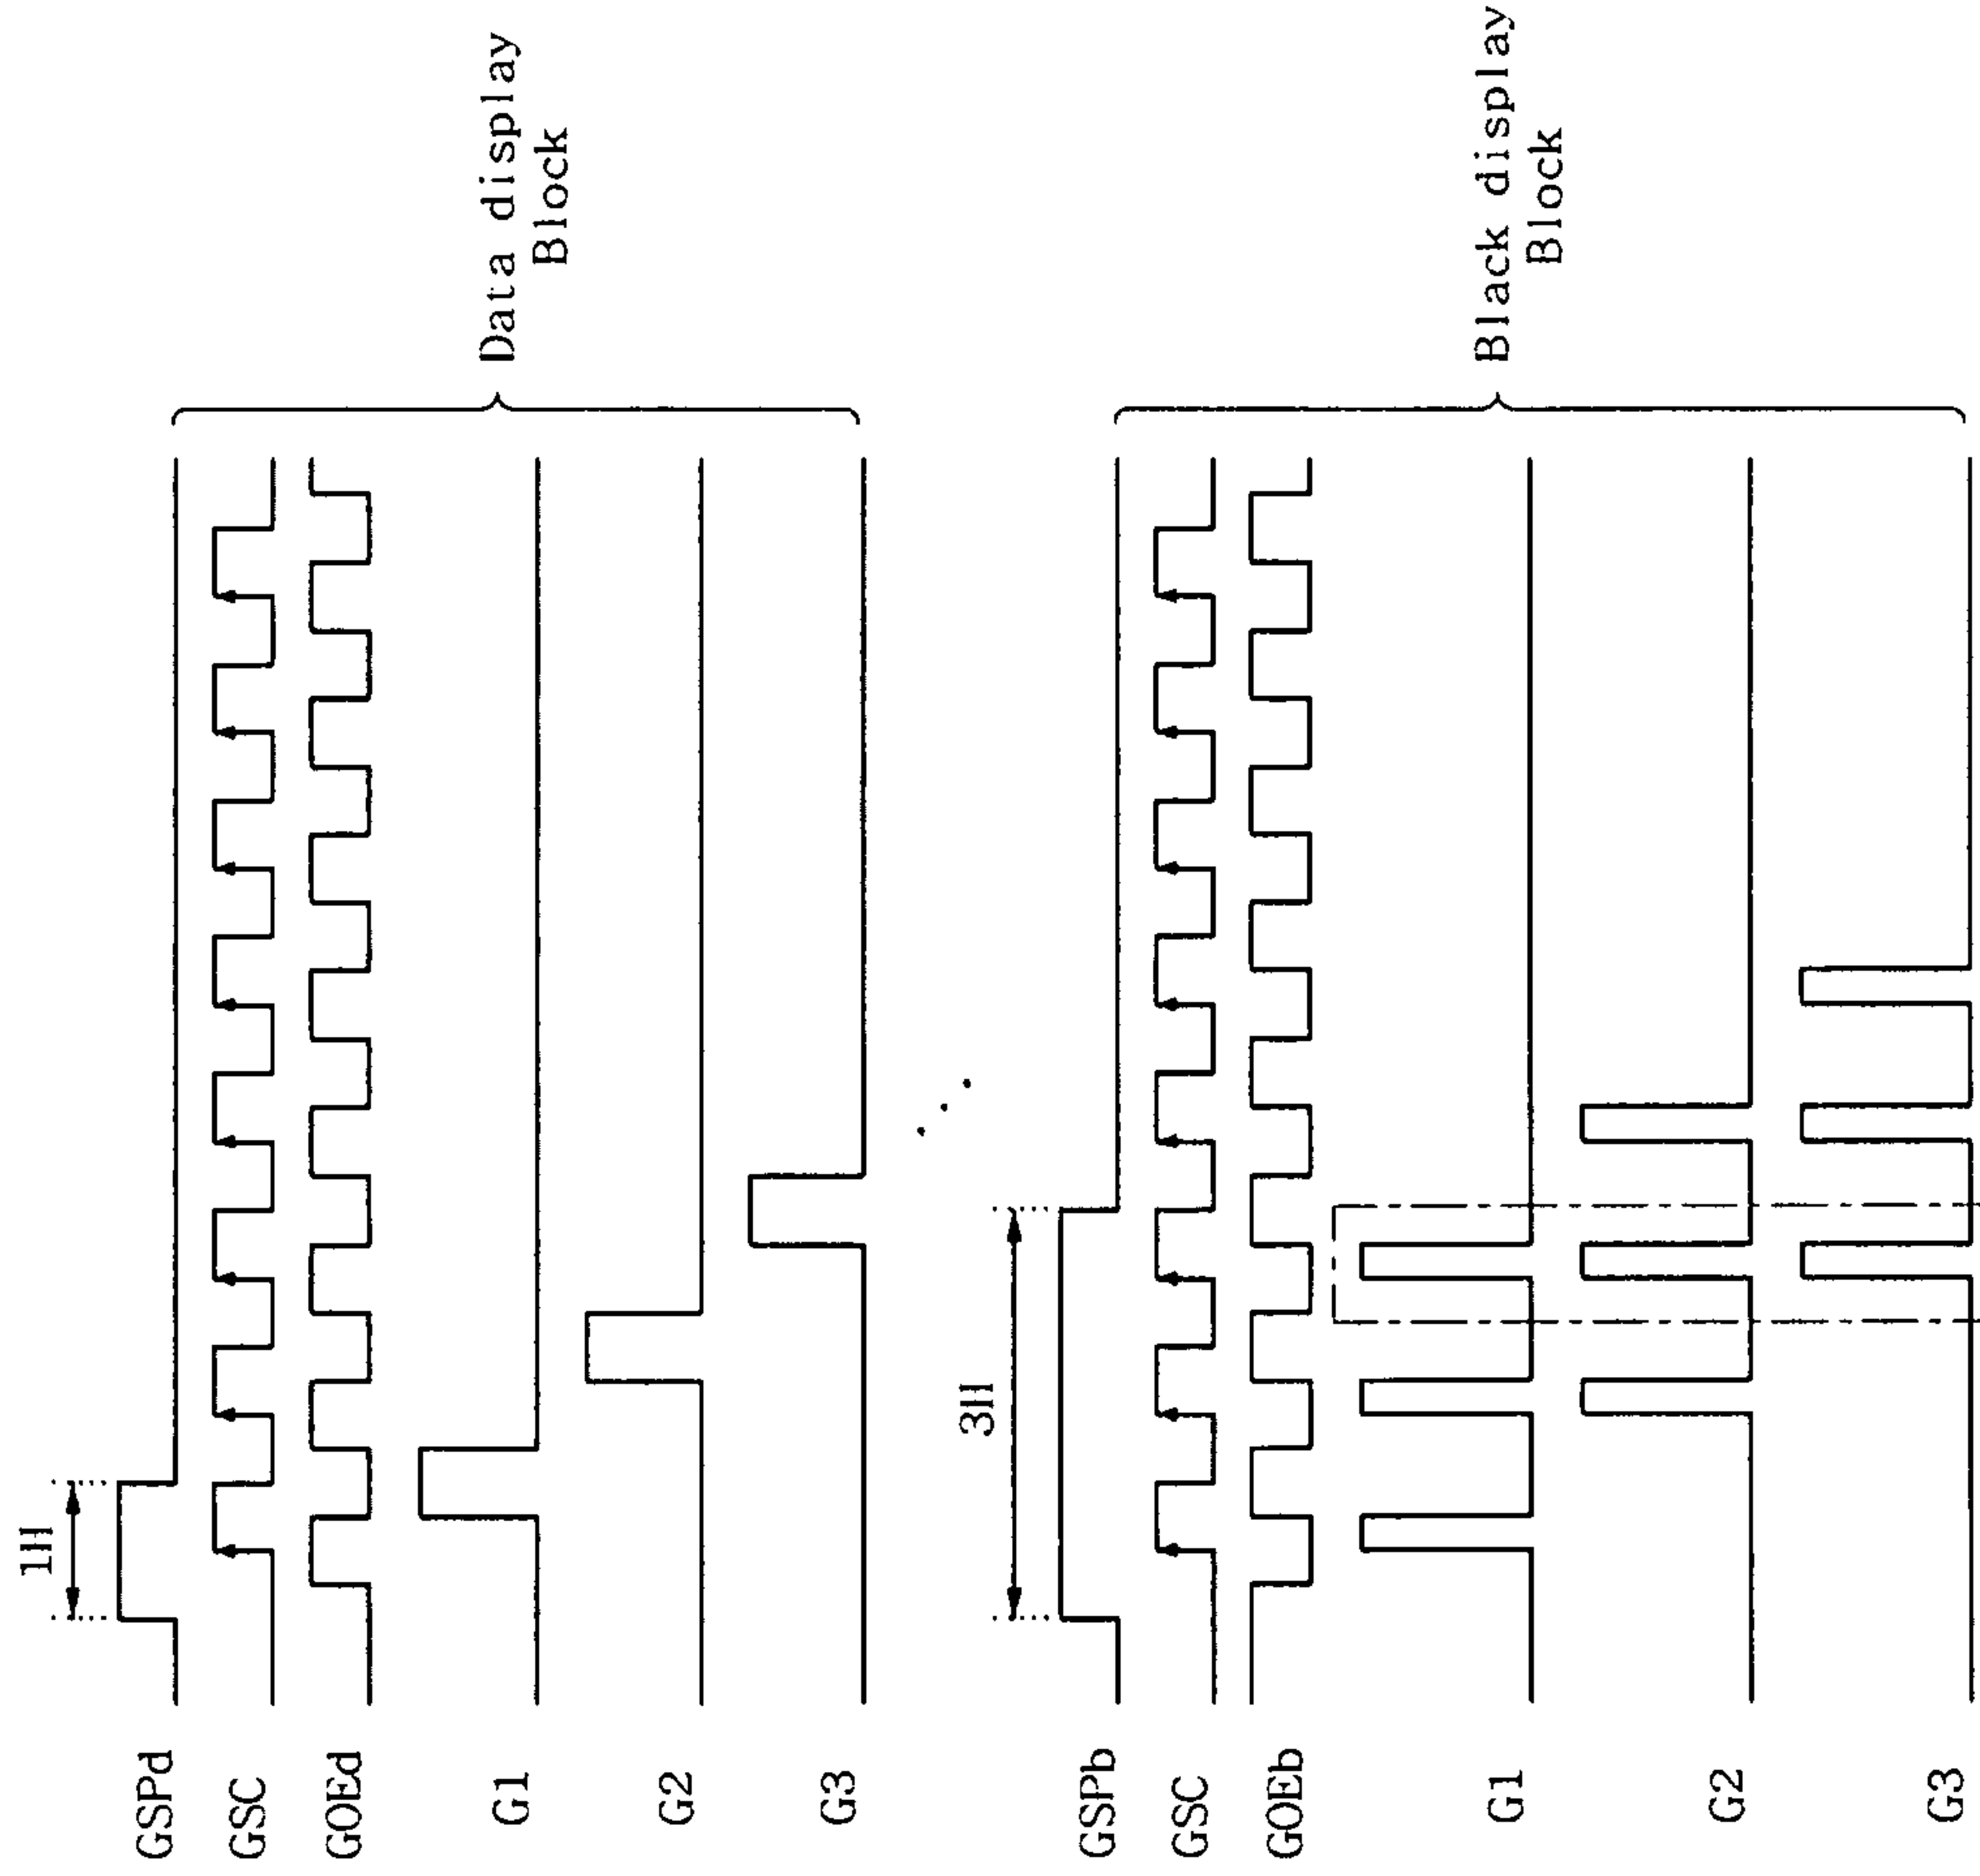 1H
GSPd
GSC
GOEd
G1
G2
G3
Data display
Block
3H
GSPb
GSC
GOEb
G1
G2
G3
Black display
Block